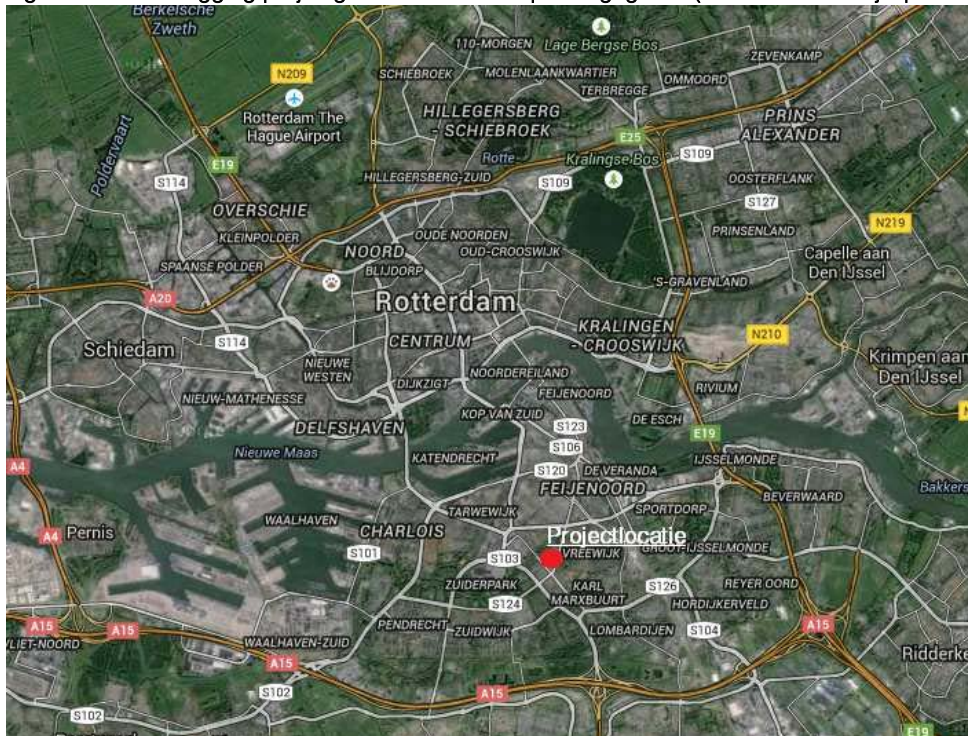 Berkelsche
Zweth
110-MORGEN
Lage Bergse Bos
ZEVENKAMP
N209
SCHIEBROEK
MOLENLAANKWARTIER
OMMOORD
TERBREGGE
Rotterdam The
Hague Airport
HILLEGERSBERG
- SCHIEBROEK
PRINS
ALEXANDER
E25
Poldervaart
E19
Rotte
Kralingse Bos
S109
S114
HILLEGERSBERG-ZUID
S109
OOSTERFLANK
S127
OVERSCHIE
N219
KLEINPOLDER
OUDE NOORDEN
PRINSENLAND
NOORD
OUD-CROOSWIJK
Capelle aan
Den IJssel
SPAANSE POLDER
BLIJDORP
'S-GRAVENLAND
A20
Rotterdam
KRALINGEN
- CROOSWIJK
N210
Schiedam
S114
CENTRUM
Krimpen aan
Den IJssel
NIEUWE
WESTEN
NOORDEREILAND
DIJKZIGT
FEIJENOORD
RIVIUM
NIEUW-MATHENESSE
KOP VAN ZUID
DE ESCH
DELFSHAVEN
S123
E19
S106
Nieuwe Maas
KATENDRECHT
IJSSELMONDE
A4
S120
DE VERANDA
FEIJENOORD
Bakkers
BEVERWAARD
TARWEWIJK
SPORTDORP
WAALHAVEN
CHARLOIS
Pernis
A4
Projectlocatie
S101
S103
VREEWIJK
GROOT-IJSSELMONDE
ZUIDERPARK
KARL
MARXBUURT
S126
REYEROORD
S124
HORDIJKERVELD
A15
A15
PENDRECHT
ZUIDWIJK
LOMBARDIJEN
S104
A15
VLIET-NOORD
WAALHAVEN-ZUID
Ridderke
A15
S102
A15
S102
E19